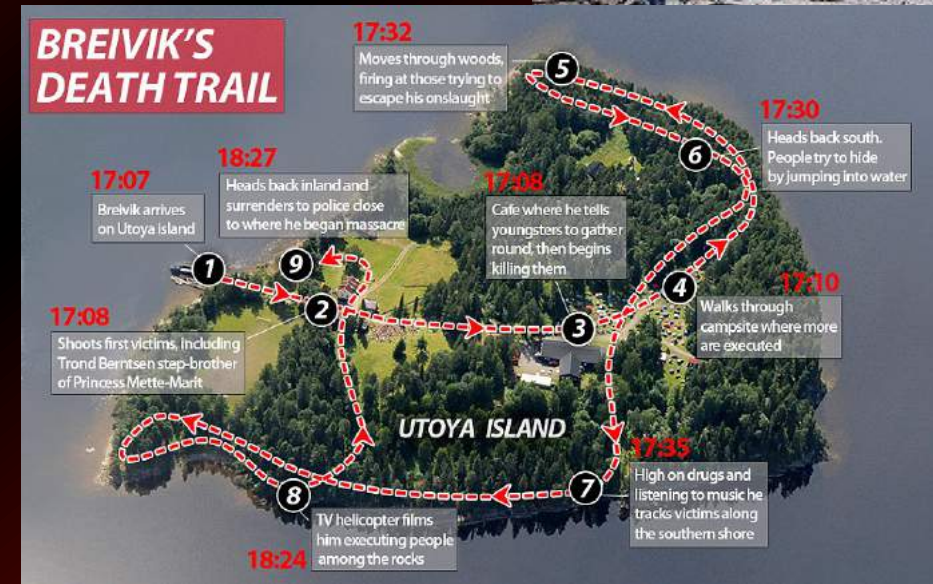 BREIVIK'S
DEATH TRAIL
17:07
Breivik arrives
on Utoya island
1
17:08
Shoots first victims, including
Trond Berntsen step-brother
of Princess Mette-Marit
2
17:08
Cafe where he tells
youngsters to gather
round, then begins
killing them
3
17:10
Walks through
campsite where more
are executed
4
17:32
Moves through woods,
firing at those trying to
escape his onslaught
5
17:30
Heads back south.
People try to hide
by jumping into water
6
17:35
High on drugs and
listening to music he
tracks victims along
the southern shore
7
18:24
TV helicopter films
him executing people
among the rocks
8
18:27
Heads back inland and
surrenders to police close
to where he began massacre
9
UTOYA ISLAND